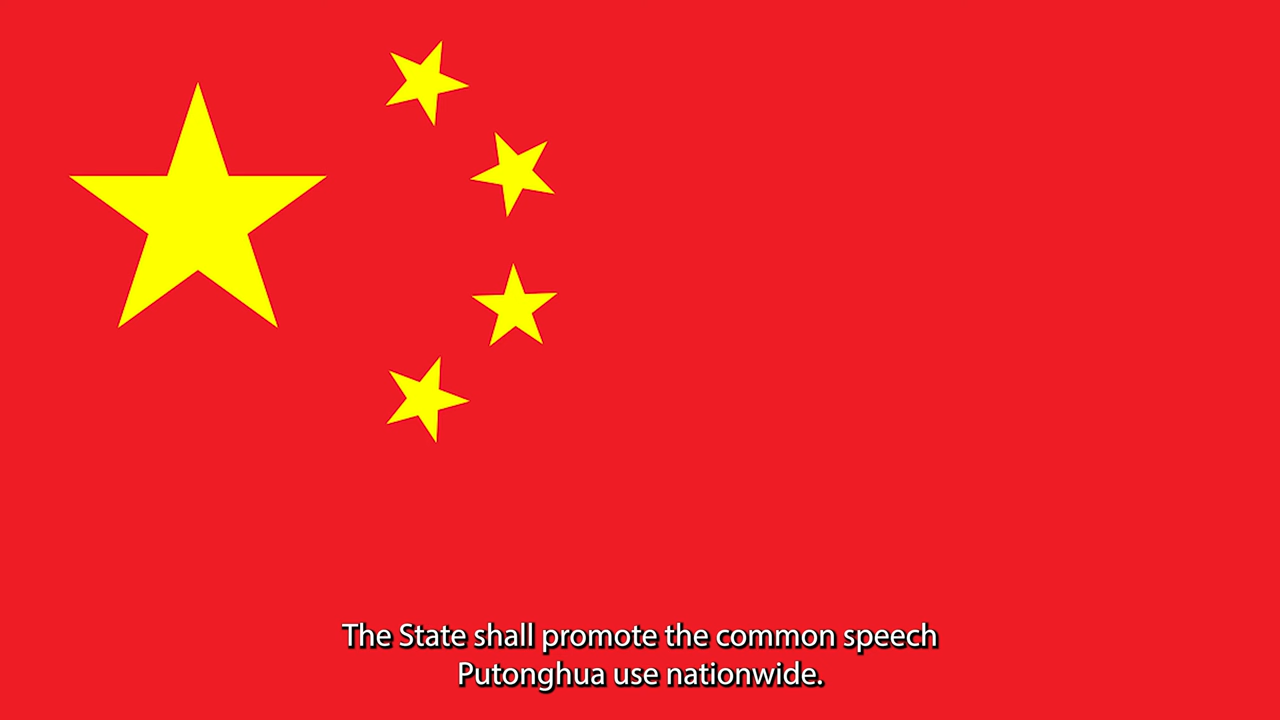 The State shall promote the common speech
Putonghua use nationwide.